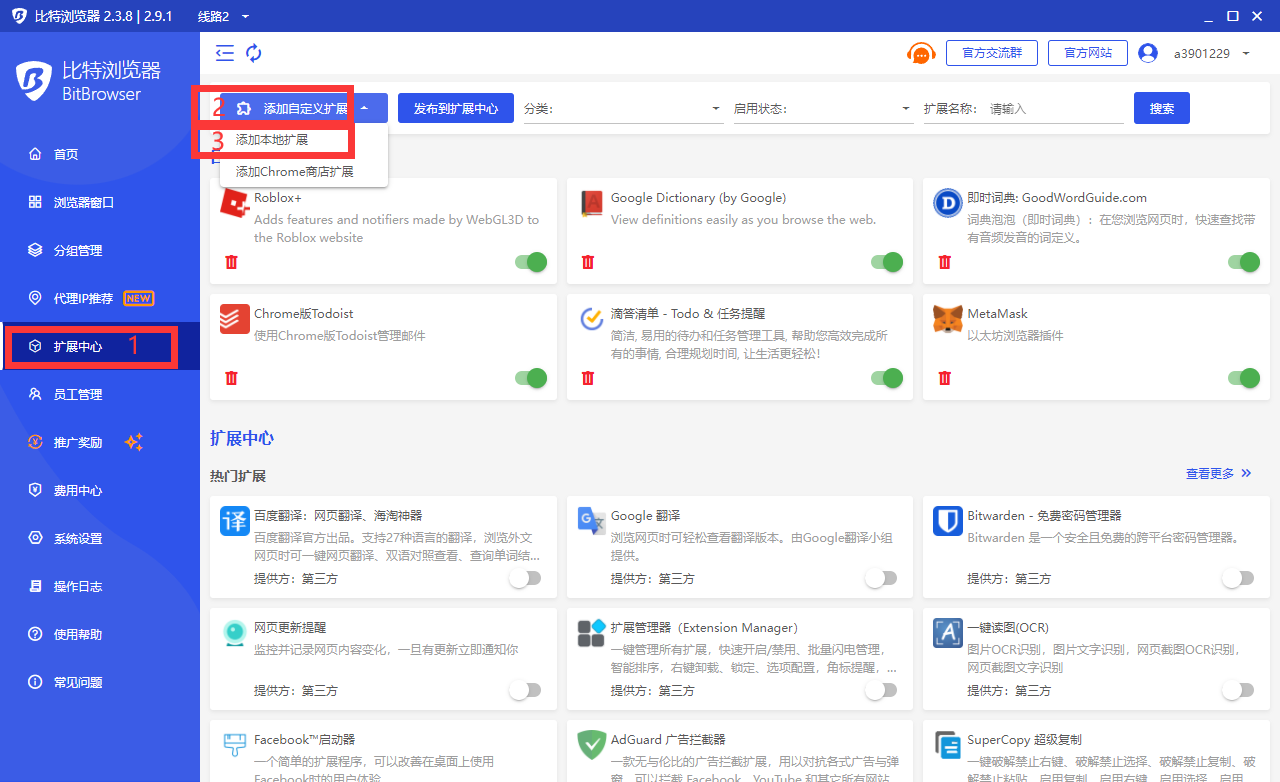 比特浏览器 2.3.8 | 2.9.1 线路2
比特浏览器
BitBrowser
首页
浏览器窗口
分组管理
代理IP推荐 NEW
扩展中心 1
员工管理
推广奖励
费用中心
系统设置
操作日志
使用帮助
常见问题
官方交流群 官方网站 a3901229
2 添加自定义扩展 发布到扩展中心 分类: 启用状态: 扩展名称: 请输入 搜索
3 添加本地扩展
添加Chrome商店扩展
Roblox+
Adds features and notifiers made by WebGL3D to
the Roblox website
Google Dictionary (by Google)
View definitions easily as you browse the web.
即时词典: GoodWordGuide.com
词典泡泡（即时词典）：在您浏览网页时，快速查找带
有音频发音的词定义。
Chrome版Todoist
使用Chrome版Todoist管理邮件
滴答清单 - Todo & 任务提醒
简洁, 易用的待办和任务管理工具, 帮助您高效完成所
有的事情, 合理规划时间, 让生活更轻松！
MetaMask
以太坊浏览器插件
扩展中心
热门扩展 查看更多
译
百度翻译：网页翻译、海淘神器
百度翻译官方出品。支持27种语言的翻译，浏览外文
网页时可一键网页翻译、双语对照查看、查询单词结...
提供方：第三方
Google 翻译
浏览网页时可轻松查看翻译版本。由Google翻译小组
提供。
提供方：第三方
Bitwarden - 免费密码管理器
Bitwarden 是一个安全且免费的跨平台密码管理器。
提供方：第三方
网页更新提醒
监控并记录网页内容变化，一旦有更新立即通知你
提供方：第三方
扩展管理器（Extension Manager）
一键管理所有扩展，快速开启/禁用、批量闪电管理，
智能排序，右键卸载、锁定、选项配置，角标提醒，...
提供方：第三方
一键读图(OCR)
图片OCR识别，图片文字识别，网页截图OCR识别，
网页截图文字识别
提供方：第三方
Facebook™启动器
一个简单的扩展程序，可以改善在桌面上使用
Facebook时的用户体验
AdGuard 广告拦截器
一款无与伦比的广告拦截扩展，用以对抗各式广告与弹
窗。可以拦截 Facebook、YouTube 和其它所有网站
SuperCopy 超级复制
一键破解禁止右键、破解禁止选择、破解禁止复制、破
解禁止粘贴，启用复制，启用右键，启用选择，启用